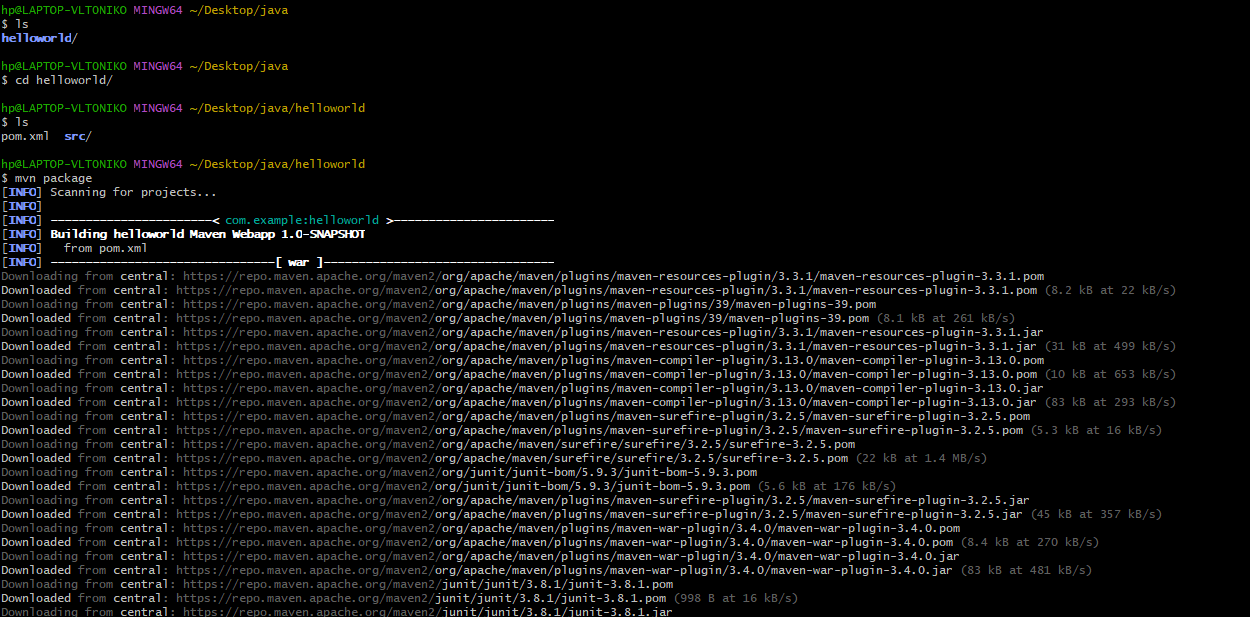 hp@LAPTOP-VLTONIKO MINGW64 ~/Desktop/java
$ ls
helloworld/
hp@LAPTOP-VLTONIKO MINGW64 ~/Desktop/java
$ cd helloworld/
hp@LAPTOP-VLTONIKO MINGW64 ~/Desktop/java/helloworld
$ ls
pom.xml  src/
hp@LAPTOP-VLTONIKO MINGW64 ~/Desktop/java/helloworld
$ mvn package
[INFO] Scanning for projects...
[INFO]
[INFO] -----------------------< com.example:helloworld >-----------------------
[INFO] Building helloworld Maven Webapp 1.0-SNAPSHOT
[INFO]   from pom.xml
[INFO] --------------------------------[ war ]---------------------------------
Downloading from central: https://repo.maven.apache.org/maven2/org/apache/maven/plugins/maven-resources-plugin/3.3.1/maven-resources-plugin-3.3.1.pom
Downloaded from central: https://repo.maven.apache.org/maven2/org/apache/maven/plugins/maven-resources-plugin/3.3.1/maven-resources-plugin-3.3.1.pom (8.2 kB at 22 kB/s)
Downloading from central: https://repo.maven.apache.org/maven2/org/apache/maven/plugins/maven-plugins/39/maven-plugins-39.pom
Downloaded from central: https://repo.maven.apache.org/maven2/org/apache/maven/plugins/maven-plugins/39/maven-plugins-39.pom (8.1 kB at 261 kB/s)
Downloading from central: https://repo.maven.apache.org/maven2/org/apache/maven/plugins/maven-resources-plugin/3.3.1/maven-resources-plugin-3.3.1.jar
Downloaded from central: https://repo.maven.apache.org/maven2/org/apache/maven/plugins/maven-resources-plugin/3.3.1/maven-resources-plugin-3.3.1.jar (31 kB at 499 kB/s)
Downloading from central: https://repo.maven.apache.org/maven2/org/apache/maven/plugins/maven-compiler-plugin/3.13.0/maven-compiler-plugin-3.13.0.pom
Downloaded from central: https://repo.maven.apache.org/maven2/org/apache/maven/plugins/maven-compiler-plugin/3.13.0/maven-compiler-plugin-3.13.0.pom (10 kB at 653 kB/s)
Downloading from central: https://repo.maven.apache.org/maven2/org/apache/maven/plugins/maven-compiler-plugin/3.13.0/maven-compiler-plugin-3.13.0.jar
Downloaded from central: https://repo.maven.apache.org/maven2/org/apache/maven/plugins/maven-compiler-plugin/3.13.0/maven-compiler-plugin-3.13.0.jar (83 kB at 293 kB/s)
Downloading from central: https://repo.maven.apache.org/maven2/org/apache/maven/plugins/maven-surefire-plugin/3.2.5/maven-surefire-plugin-3.2.5.pom
Downloaded from central: https://repo.maven.apache.org/maven2/org/apache/maven/plugins/maven-surefire-plugin/3.2.5/maven-surefire-plugin-3.2.5.pom (5.3 kB at 16 kB/s)
Downloading from central: https://repo.maven.apache.org/maven2/org/apache/maven/surefire/surefire/3.2.5/surefire-3.2.5.pom
Downloaded from central: https://repo.maven.apache.org/maven2/org/apache/maven/surefire/surefire/3.2.5/surefire-3.2.5.pom (22 kB at 1.4 MB/s)
Downloading from central: https://repo.maven.apache.org/maven2/org/junit/junit-bom/5.9.3/junit-bom-5.9.3.pom
Downloaded from central: https://repo.maven.apache.org/maven2/org/junit/junit-bom/5.9.3/junit-bom-5.9.3.pom (5.6 kB at 176 kB/s)
Downloading from central: https://repo.maven.apache.org/maven2/org/apache/maven/plugins/maven-surefire-plugin/3.2.5/maven-surefire-plugin-3.2.5.jar
Downloaded from central: https://repo.maven.apache.org/maven2/org/apache/maven/plugins/maven-surefire-plugin/3.2.5/maven-surefire-plugin-3.2.5.jar (45 kB at 357 kB/s)
Downloading from central: https://repo.maven.apache.org/maven2/org/apache/maven/plugins/maven-war-plugin/3.4.0/maven-war-plugin-3.4.0.pom
Downloaded from central: https://repo.maven.apache.org/maven2/org/apache/maven/plugins/maven-war-plugin/3.4.0/maven-war-plugin-3.4.0.pom (8.4 kB at 270 kB/s)
Downloading from central: https://repo.maven.apache.org/maven2/org/apache/maven/plugins/maven-war-plugin/3.4.0/maven-war-plugin-3.4.0.jar
Downloaded from central: https://repo.maven.apache.org/maven2/org/apache/maven/plugins/maven-war-plugin/3.4.0/maven-war-plugin-3.4.0.jar (83 kB at 481 kB/s)
Downloading from central: https://repo.maven.apache.org/maven2/junit/junit/3.8.1/junit-3.8.1.pom
Downloaded from central: https://repo.maven.apache.org/maven2/junit/junit/3.8.1/junit-3.8.1.pom (998 B at 16 kB/s)
Downloading from central: https://repo.maven.apache.org/maven2/junit/junit/3.8.1/junit-3.8.1.jar